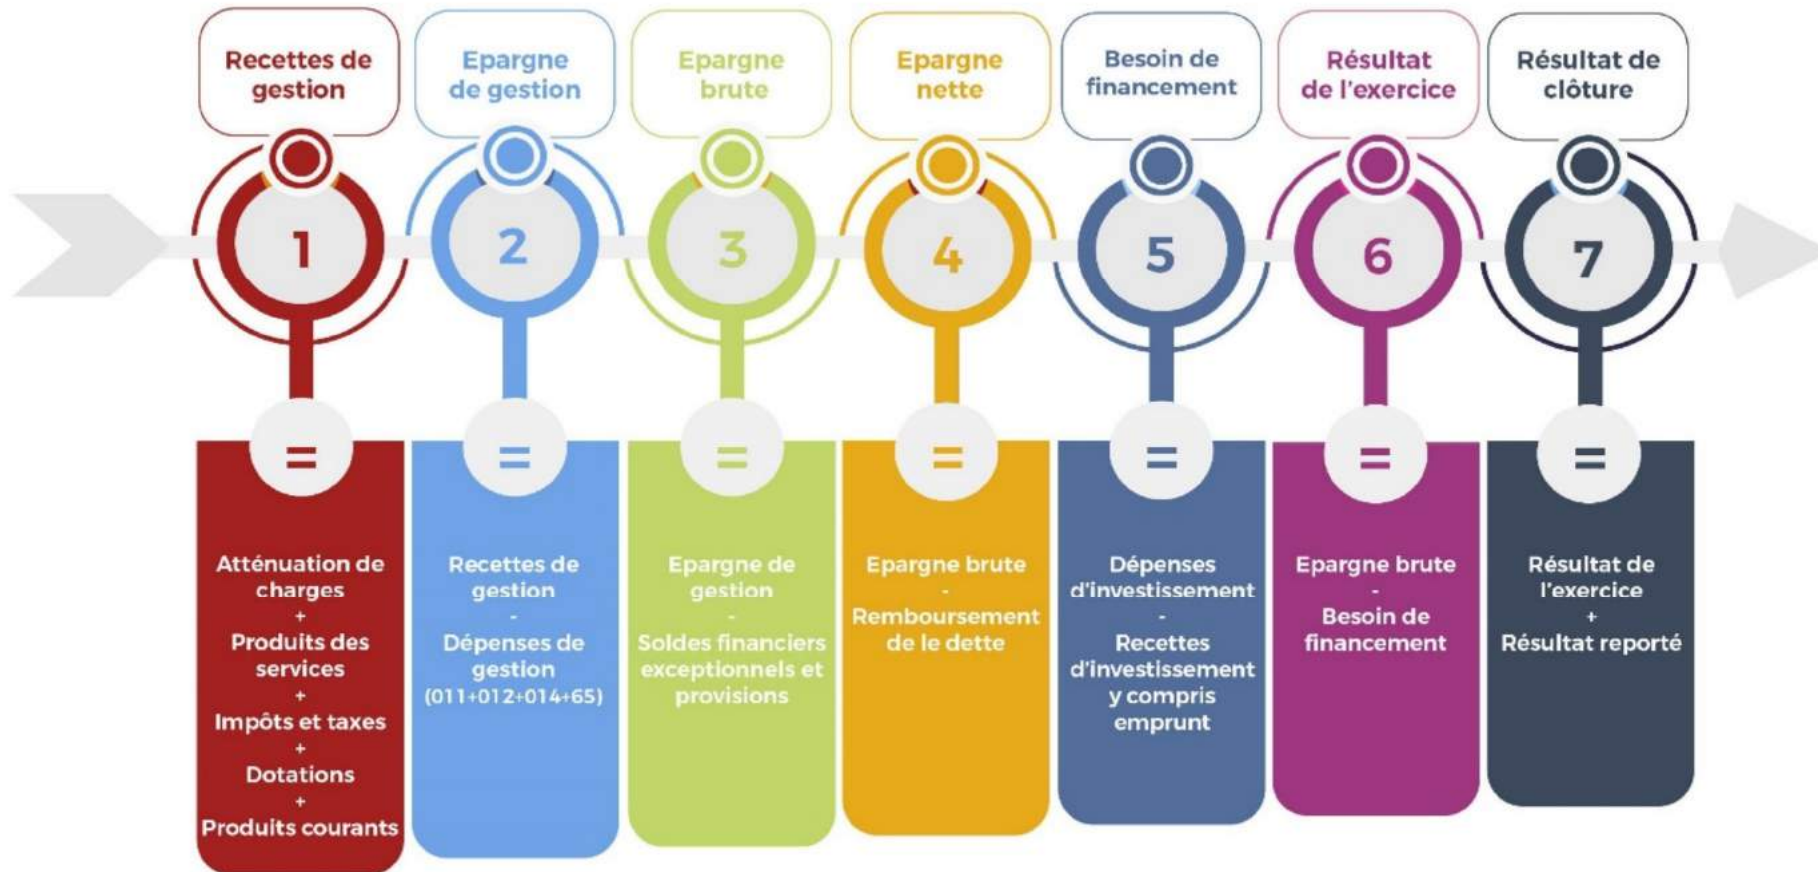 Recettes de
gestion
Epargne
de gestion
Epargne
brute
Epargne
nette
Besoin de
financement
Résultat
de l'exercice
Résultat de
clôture
1
2
3
4
5
6
7
=
=
=
=
=
=
=
Atténuation de
charges
+
Produits des
services
+
Impôts et taxes
+
Dotations
+
Produits courants
Recettes de
gestion
-
Dépenses de
gestion
(011+012+014+65)
Epargne de
gestion
-
Soldes financiers
exceptionnels et
provisions
Epargne brute
-
Remboursement
de le dette
Dépenses
d'investissement
-
Recettes
d'investissement
y compris
emprunt
Epargne brute
-
Besoin de
financement
Résultat de
l'exercice
+
Résultat reporté